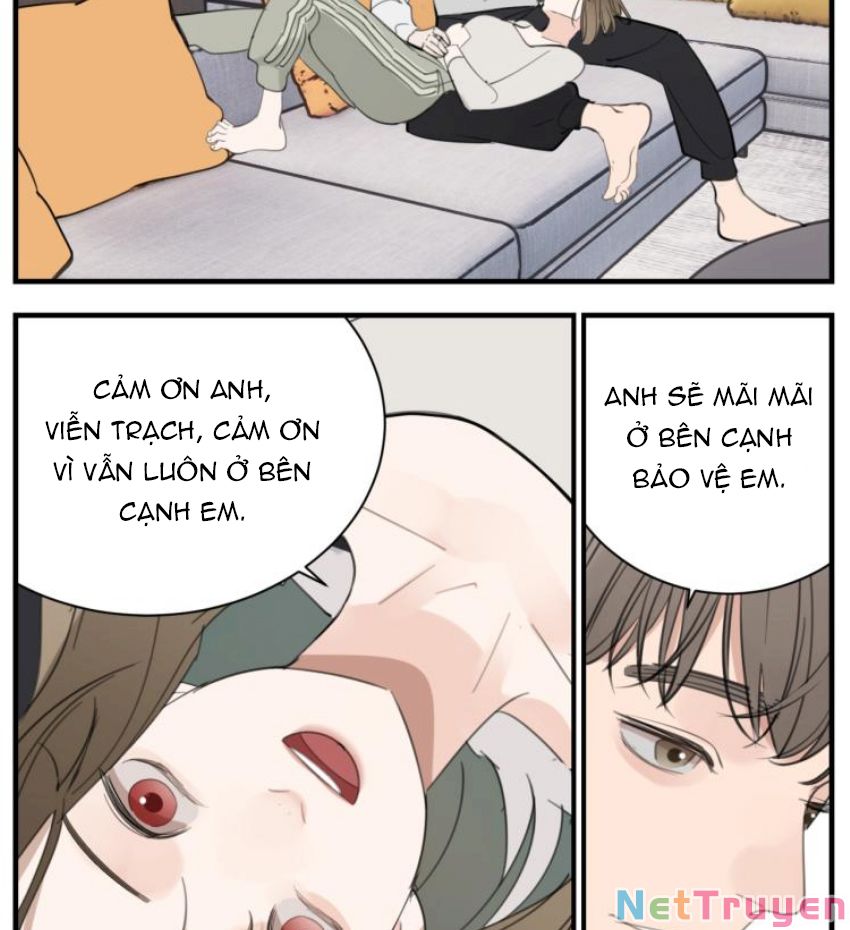 CẢM ƠN ANH,
VIỄN TRẠCH, CẢM ƠN
VÌ VẪN LUÔN Ở BÊN
CẠNH EM.
ANH SẼ MÃI MÃI
Ở BÊN CẠNH
BẢO VỆ EM.
NetTruyen